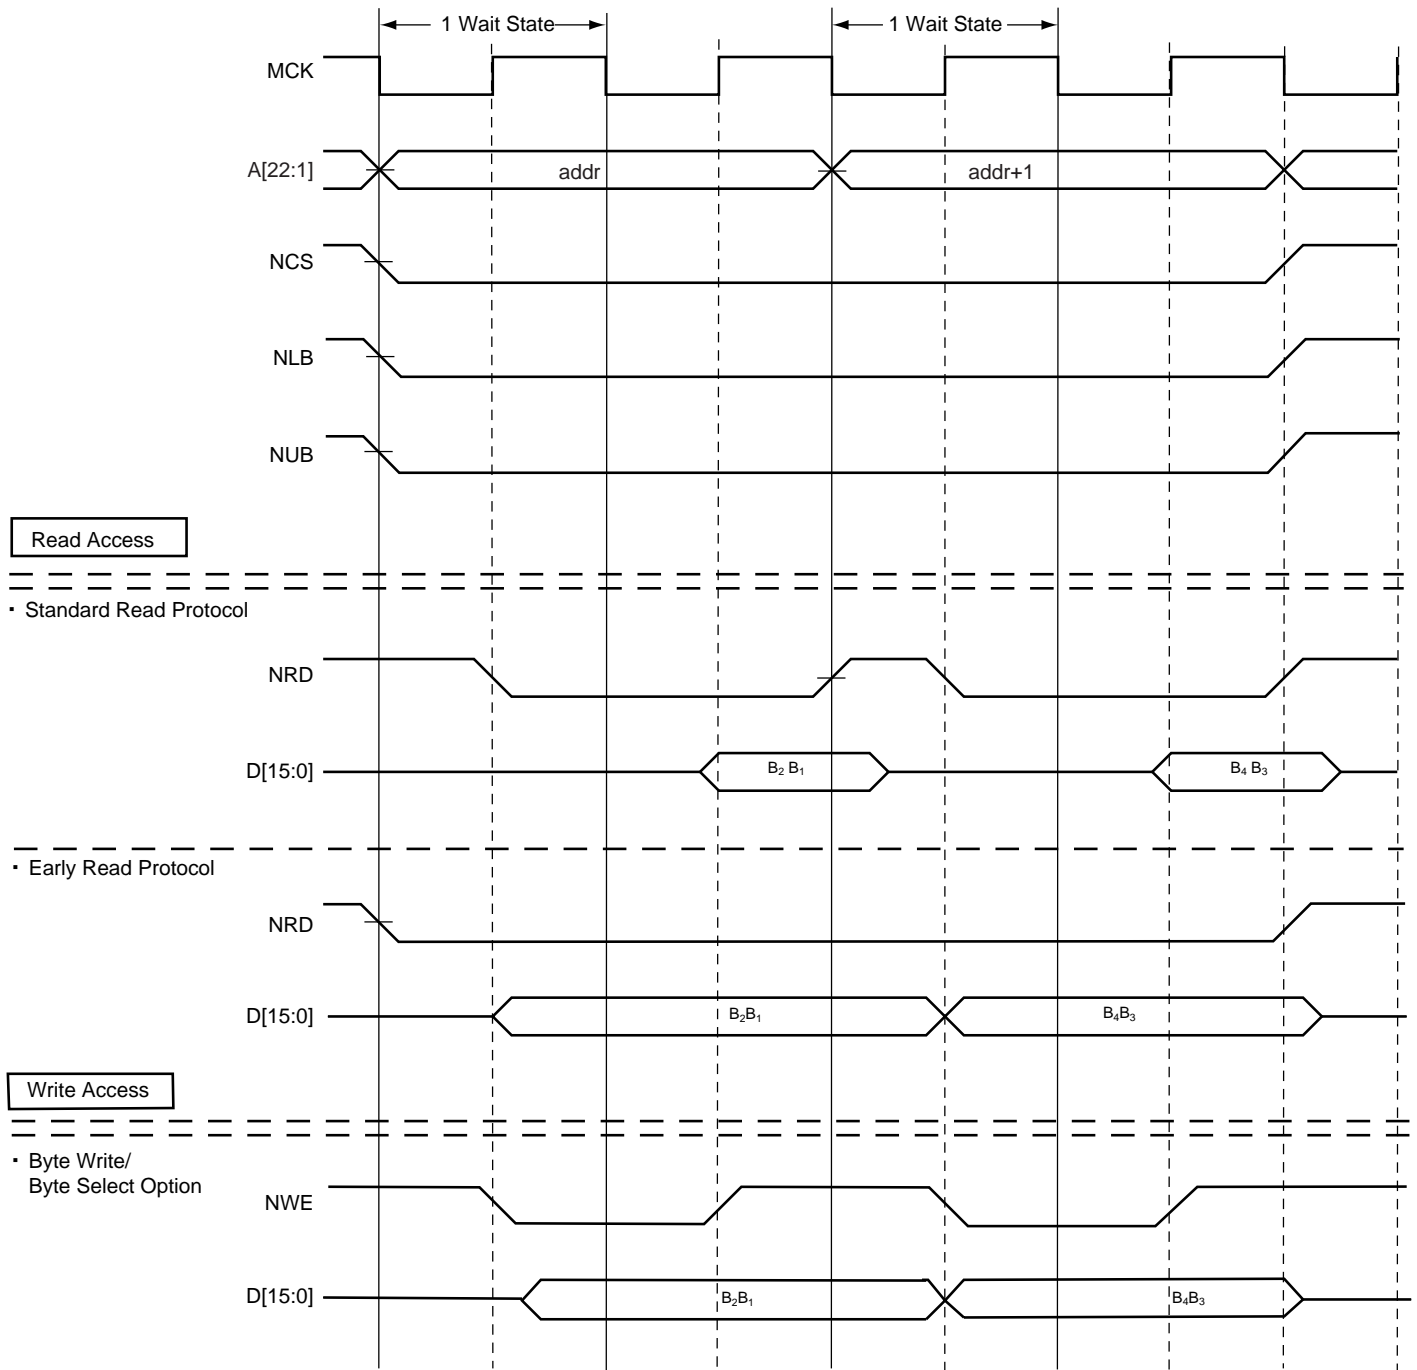 1 Wait State
1 Wait State
MCK
A[22:1]
addr
addr+1
NCS
NLB
NUB
Read Access
· Standard Read Protocol
NRD
D[15:0]
B₂ B₁
B₄ B₃
· Early Read Protocol
NRD
D[15:0]
B₂B₁
B₄B₃
Write Access
· Byte Write/
Byte Select Option
NWE
D[15:0]
B₂B₁
B₄B₃